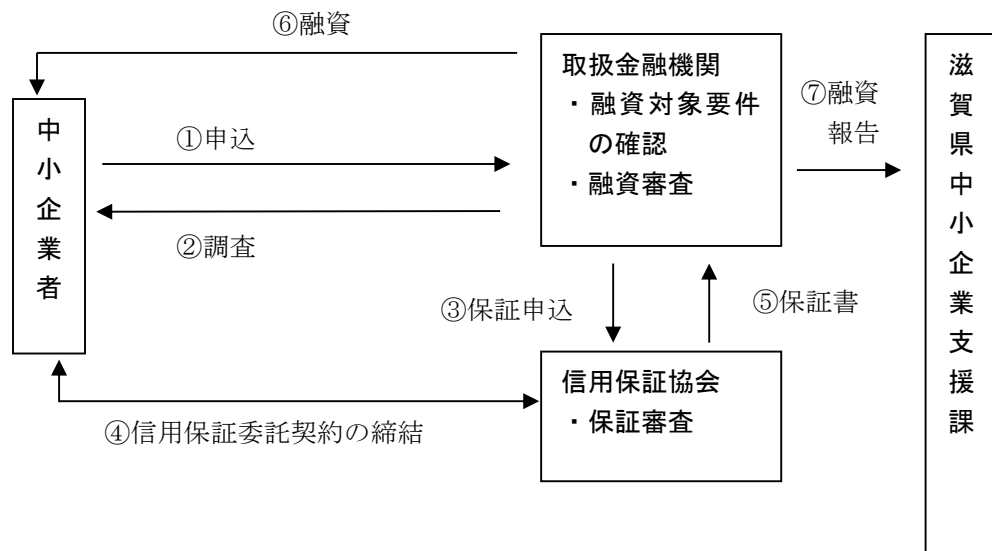 ⑥融資
中小企業者
①申込
②調査
取扱金融機関
・融資対象要件
の確認
・融資審査
⑦融資
報告
滋賀県中小企業支援課
③保証申込
⑤保証書
信用保証協会
・保証審査
④信用保証委託契約の締結